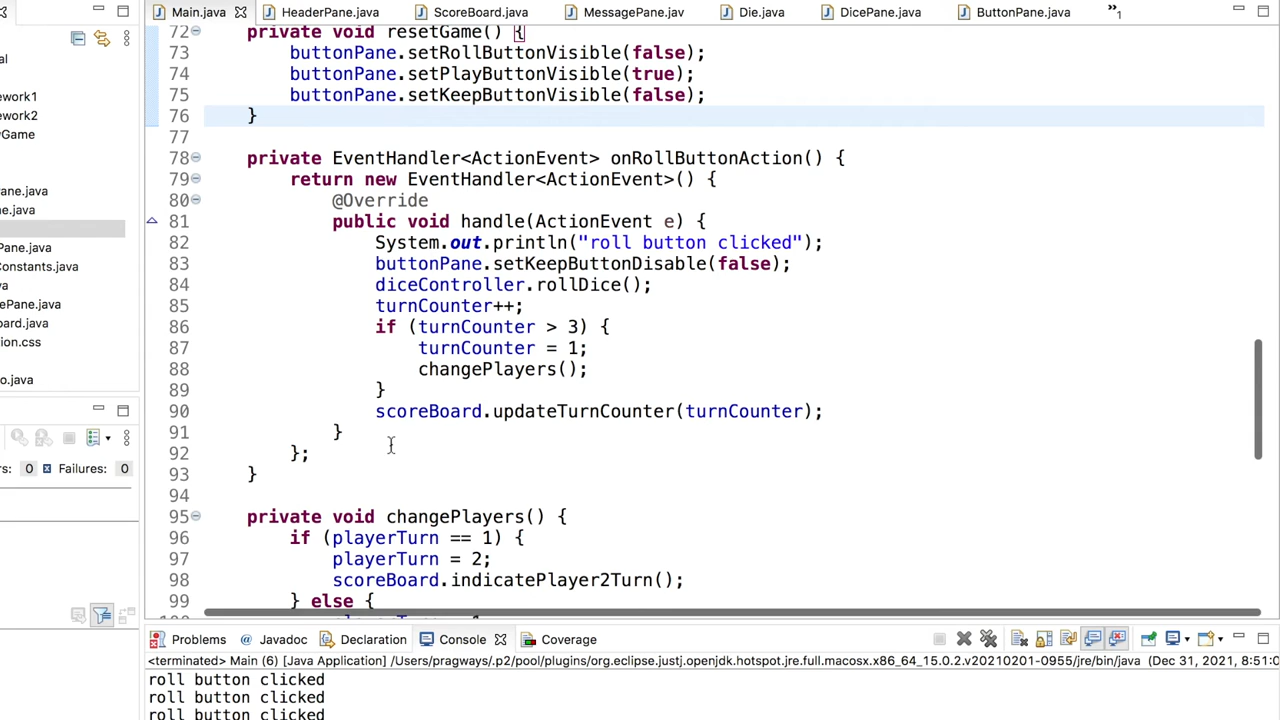 Main.java
HeaderPane.java
ScoreBoard.java
MessagePane.jav
Die.java
DicePane.java
ButtonPane.java
»1
al
ework1
ework2
yGame
ane.java
ne.java
Pane.java
Constants.java
va
ePane.java
oard.java
ion.css
o.java
rs: 0 Failures: 0
72 private void resetGame() {
73 buttonPane.setRollButtonVisible(false);
74 buttonPane.setPlayButtonVisible(true);
75 buttonPane.setKeepButtonVisible(false);
76 }
77
78 private EventHandler<ActionEvent> onRollButtonAction() {
79 return new EventHandler<ActionEvent>() {
80 @Override
81 public void handle(ActionEvent e) {
82 System.out.println("roll button clicked");
83 buttonPane.setKeepButtonDisable(false);
84 diceController.rollDice();
85 turnCounter++;
86 if (turnCounter > 3) {
87 turnCounter = 1;
88 changePlayers();
89 }
90 scoreBoard.updateTurnCounter(turnCounter);
91 }
92 };
93 }
94
95 private void changePlayers() {
96 if (playerTurn == 1) {
97 playerTurn = 2;
98 scoreBoard.indicatePlayer2Turn();
99 } else {
Problems
Javadoc
Declaration
Console
Coverage
<terminated> Main (6) [Java Application] /Users/pragways/.p2/pool/plugins/org.eclipse.justj.openjdk.hotspot.jre.full.macosx.x86_64_15.0.2.v20210201-0955/jre/bin/java (Dec 31, 2021, 8:51:0
roll button clicked
roll button clicked
roll button clicked